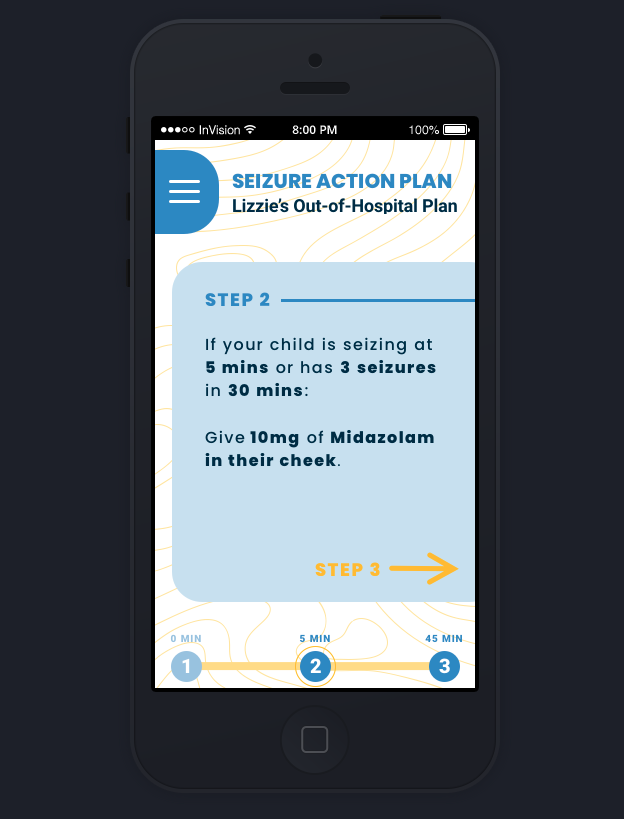 InVision 8:00 PM 100%
SEIZURE ACTION PLAN
Lizzie's Out-of-Hospital Plan
STEP 2
If your child is seizing at
5 mins or has 3 seizures
in 30 mins:
Give 10mg of Midazolam
in their cheek.
STEP 3
0 MIN 5 MIN 45 MIN
1 2 3